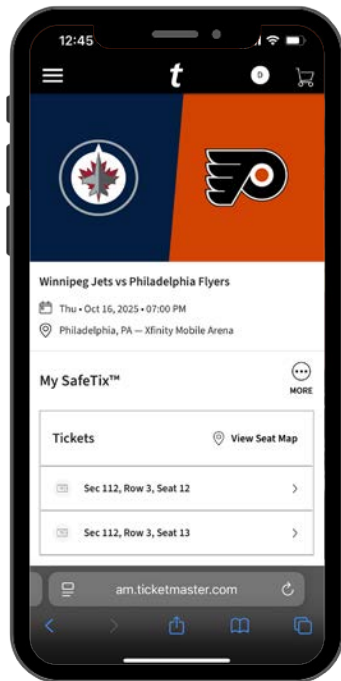 12:45
t
D
Winnipeg Jets vs Philadelphia Flyers
Thu • Oct 16, 2025 • 07:00 PM
Philadelphia, PA — Xfinity Mobile Arena
My SafeTix™
MORE
Tickets
View Seat Map
Sec 112, Row 3, Seat 12
Sec 112, Row 3, Seat 13
am.ticketmaster.com